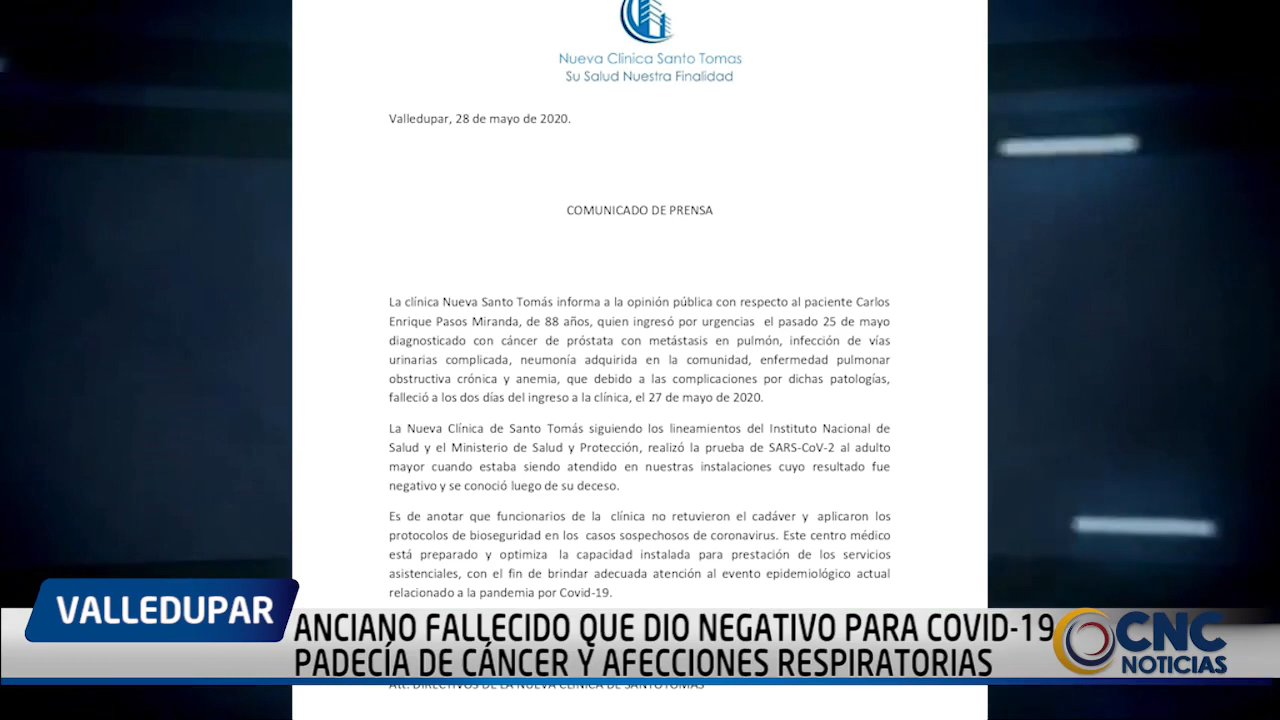 Nueva Clínica Santo Tomas
Su Salud Nuestra Finalidad
Valledupar, 28 de mayo de 2020.
COMUNICADO DE PRENSA
La clínica Nueva Santo Tomás informa a la opinión pública con respecto al paciente Carlos
Enrique Pasos Miranda, de 88 años, quien ingresó por urgencias el pasado 25 de mayo
diagnosticado con cáncer de próstata con metástasis en pulmón, infección de vías
urinarias complicada, neumonía adquirida en la comunidad, enfermedad pulmonar
obstructiva crónica y anemia, que debido a las complicaciones por dichas patologías,
falleció a los dos días del ingreso a la clínica, el 27 de mayo de 2020.
La Nueva Clínica de Santo Tomás siguiendo los lineamientos del Instituto Nacional de
Salud y el Ministerio de Salud y Protección, realizó la prueba de SARS-CoV-2 al adulto
mayor cuando estaba siendo atendido en nuestras instalaciones cuyo resultado fue
negativo y se conoció luego de su deceso.
Es de anotar que funcionarios de la clínica no retuvieron el cadáver y aplicaron los
protocolos de bioseguridad en los casos sospechosos de coronavirus. Este centro médico
está preparado y optimiza la capacidad instalada para prestación de los servicios
asistenciales, con el fin de brindar adecuada atención al evento epidemiológico actual
relacionado a la pandemia por Covid-19.
VALLEDUPAR
ANCIANO FALLECIDO QUE DIO NEGATIVO PARA COVID-19
PADECÍA DE CÁNCER Y AFECCIONES RESPIRATORIAS
CNC
NOTICIAS
DIRECTIVOS DE LA NUEVA CLINICA DE SANTO TOMAS